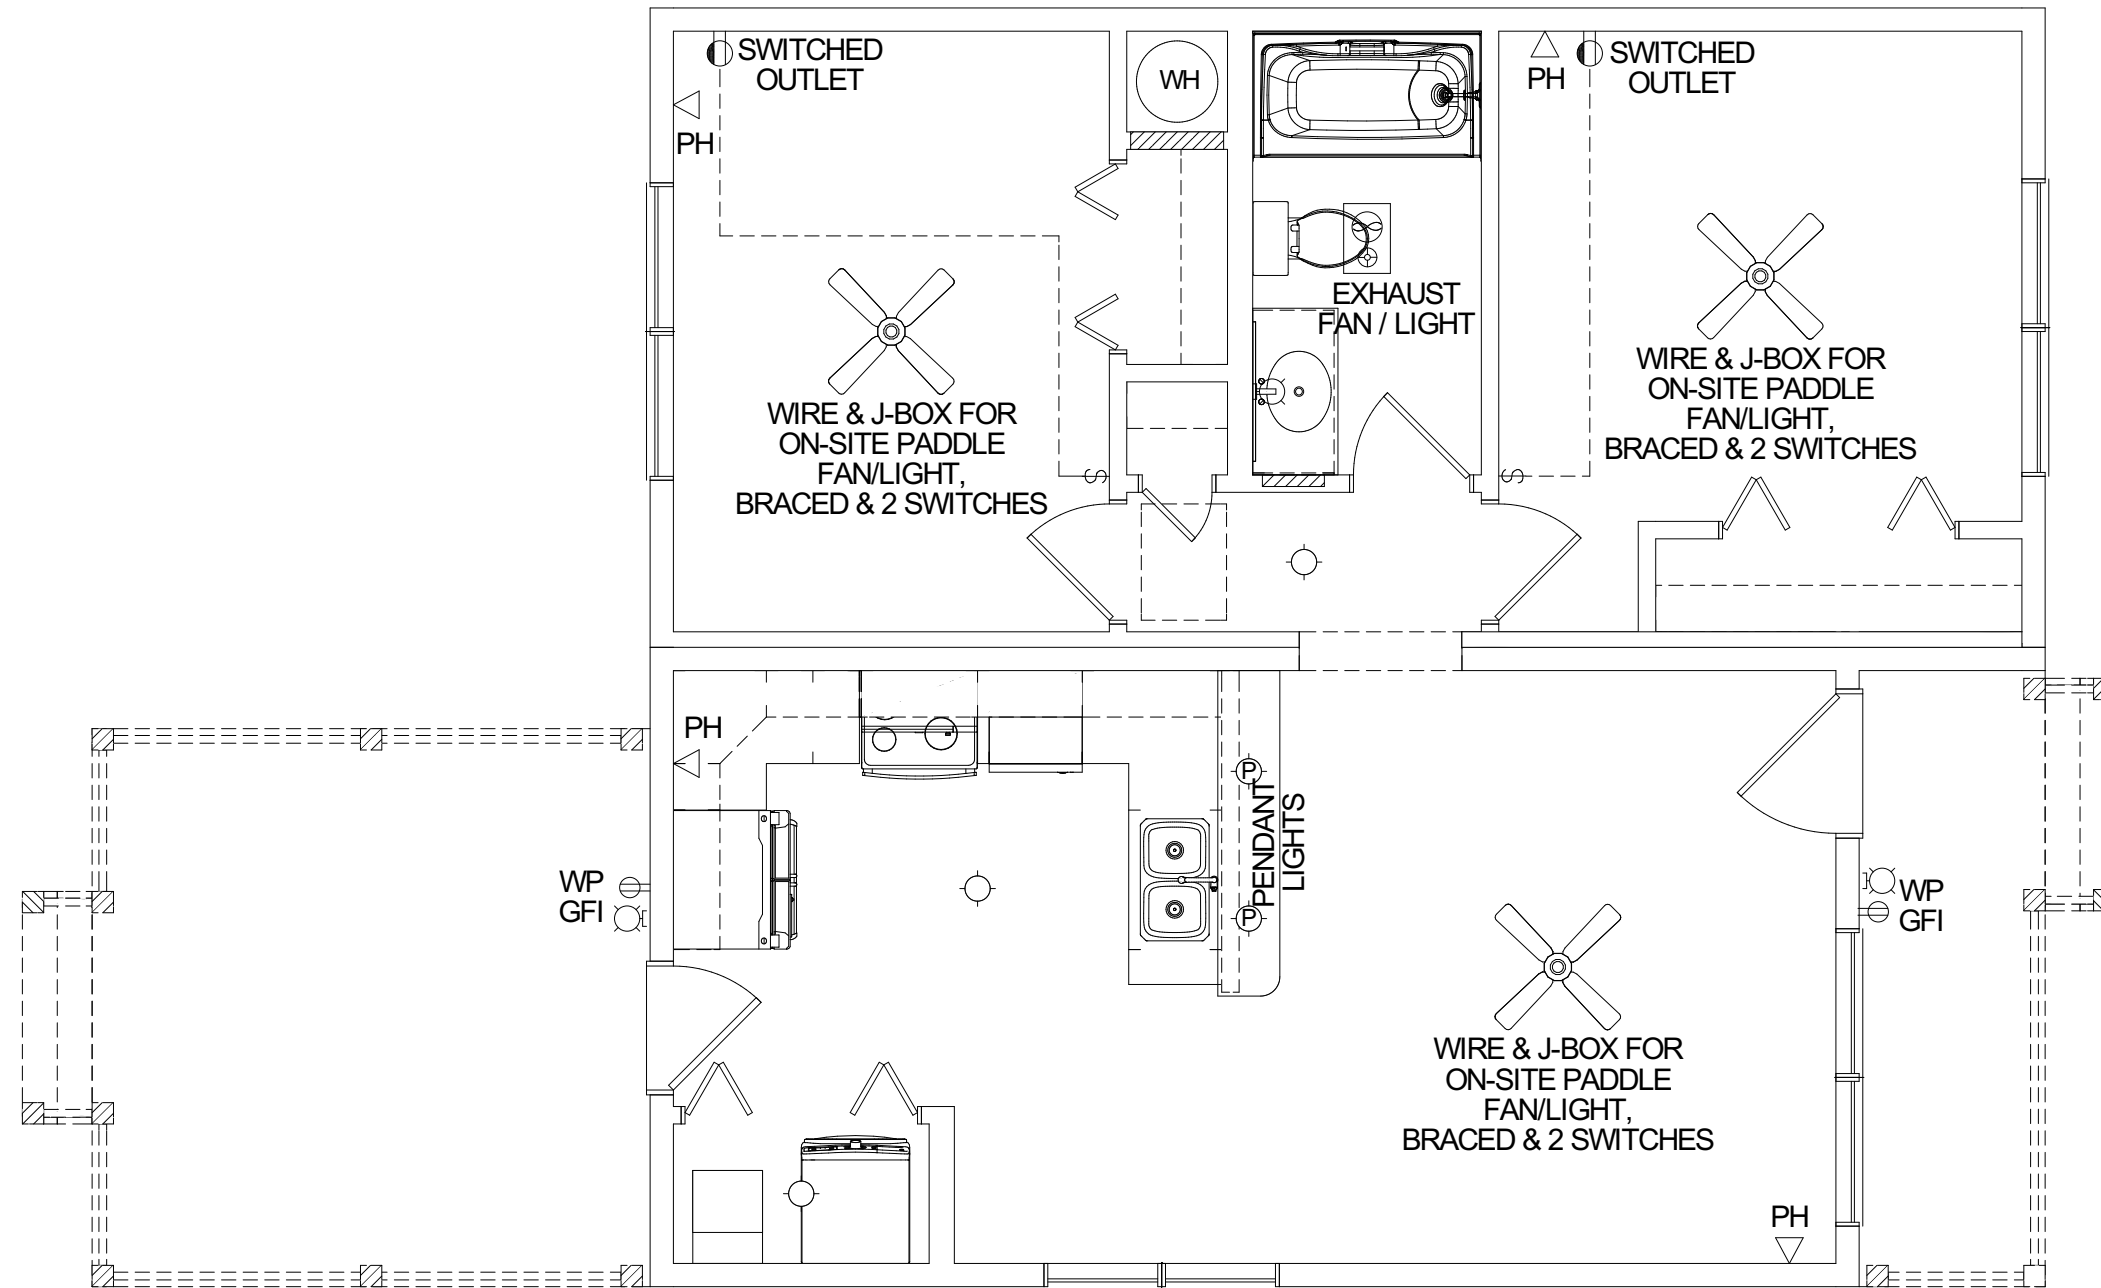 SWITCHED
OUTLET
PH
WH
PH
SWITCHED
OUTLET
EXHAUST
FAN / LIGHT
WIRE & J-BOX FOR
ON-SITE PADDLE
FAN/LIGHT,
BRACED & 2 SWITCHES
S
WIRE & J-BOX FOR
ON-SITE PADDLE
FAN/LIGHT,
BRACED & 2 SWITCHES
S
PH
P
PENDANT
LIGHTS
P
WP
GFI
WP
GFI
WIRE & J-BOX FOR
ON-SITE PADDLE
FAN/LIGHT,
BRACED & 2 SWITCHES
PH